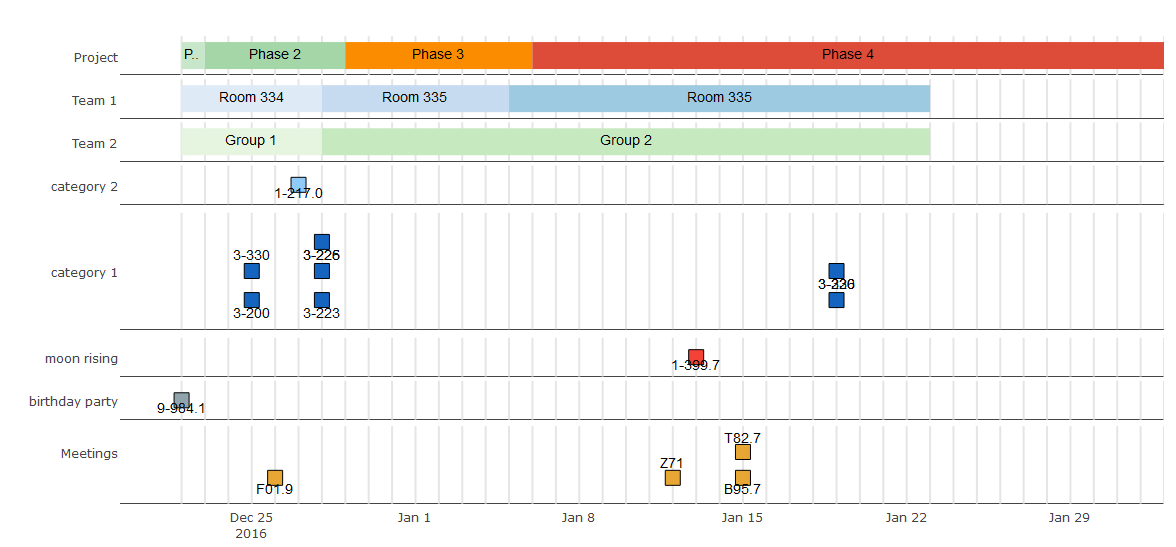 Project
P..
Phase 2
Phase 3
Phase 4
Team 1
Room 334
Room 335
Room 335
Team 2
Group 1
Group 2
category 2
1-217.0
category 1
3-330
3-200
3-223
moon rising
1-399.7
birthday party
9-984.1
Meetings
F01.9
Z71
T82.7
B95.7
Dec 25
2016
Jan 1
Jan 8
Jan 15
Jan 22
Jan 29